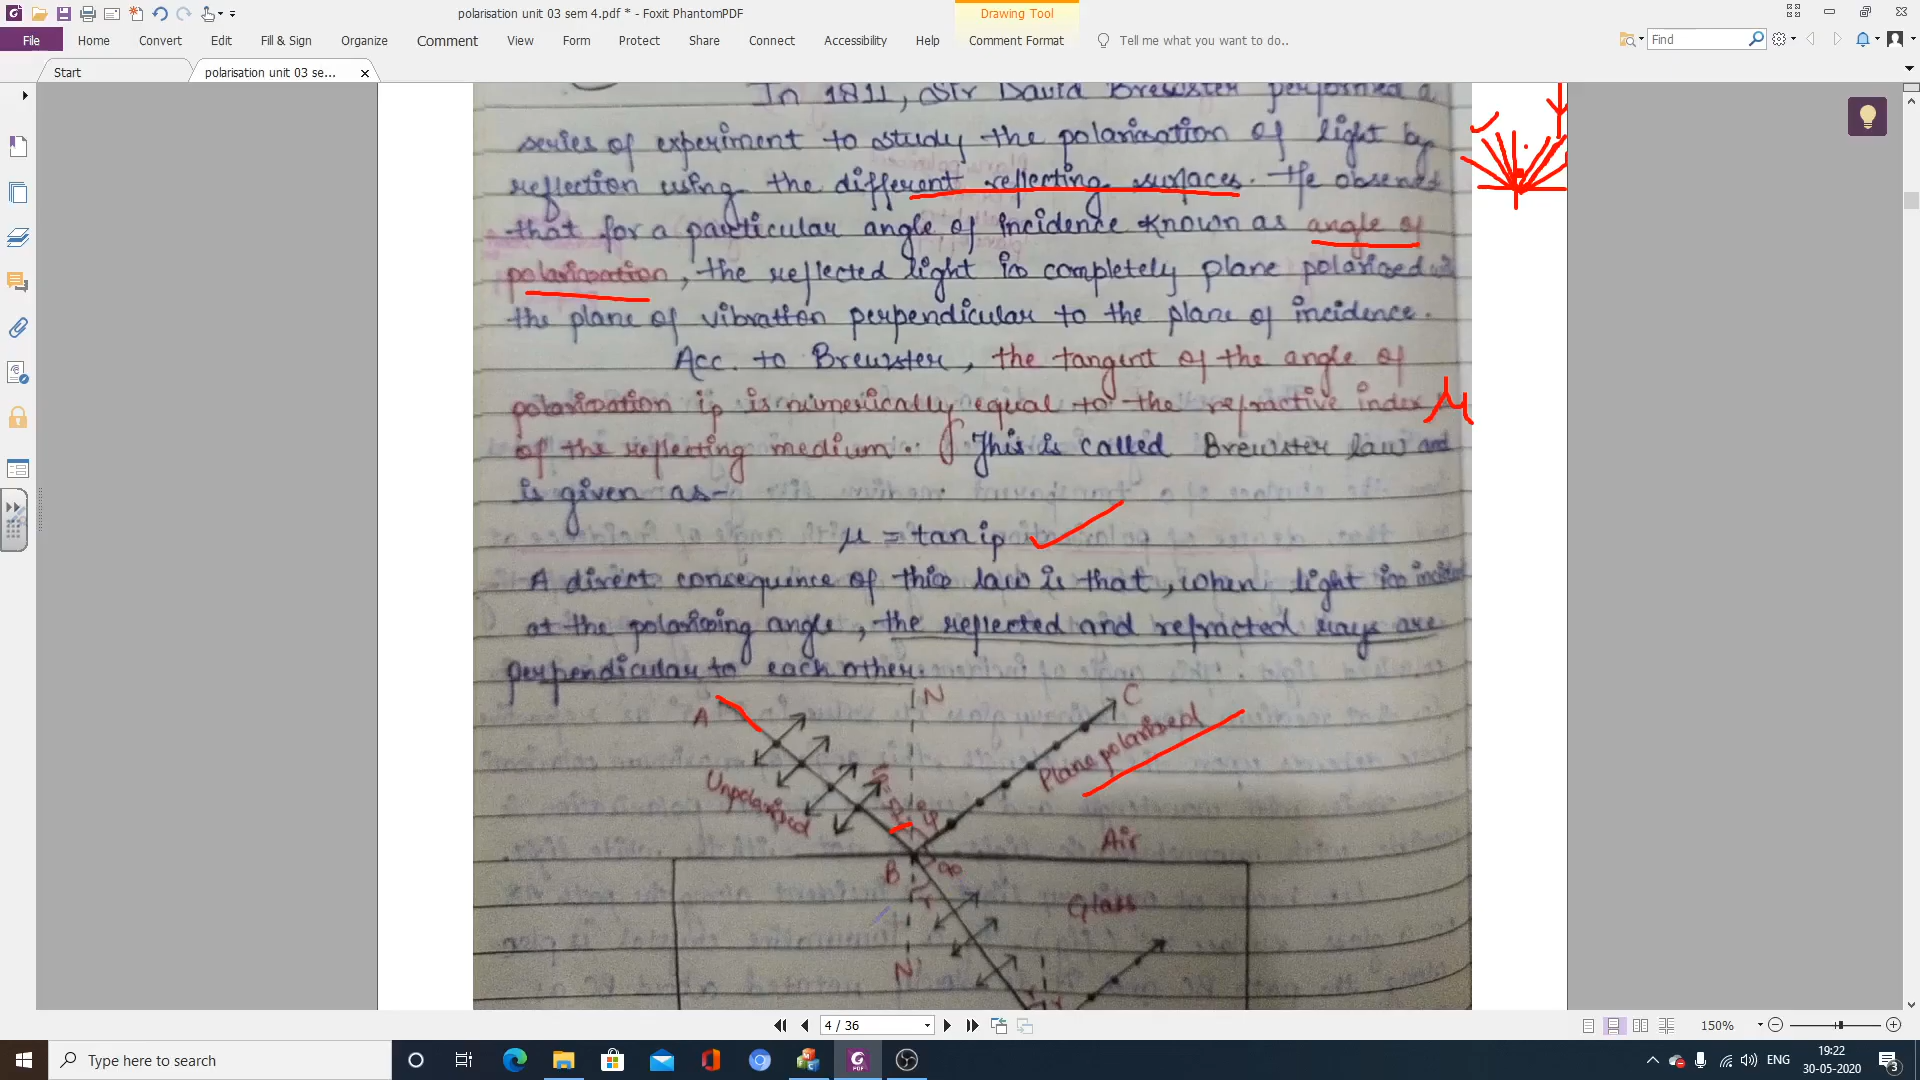 polarisation unit 03 sem 4.pdf * - Foxit PhantomPDF
Drawing Tool
File Home Convert Edit Fill & Sign Organize Comment View Form Protect Share Connect Accessibility Help Comment Format Tell me what you want to do.. Find
Start polarisation unit 03 se...
In 1811, Sir David Brewster performed a
series of experiment to study the polarisation of light by
reflection using the different reflecting surfaces. He observed
that for a particular angle of incidence known as angle of
polarisation, the reflected light is completely plane polarised
the plane of vibration perpendicular to the plane of incidence.
Acc. to Brewster, the tangent of the angle of
polarisation ip is numerically equal to the refractive index μ
of the reflecting medium. This is called Brewster law and
is given as-
μ = tan ip
A direct consequence of this law is that, when light is
at the polarising angle, the reflected and refracted rays are
perpendicular to each other.
N
C
A
Plane polarised
Unpolarised
Air
B
r
Glass
N'
4 / 36
150%
Type here to search
ENG
19:22
30-05-2020
3